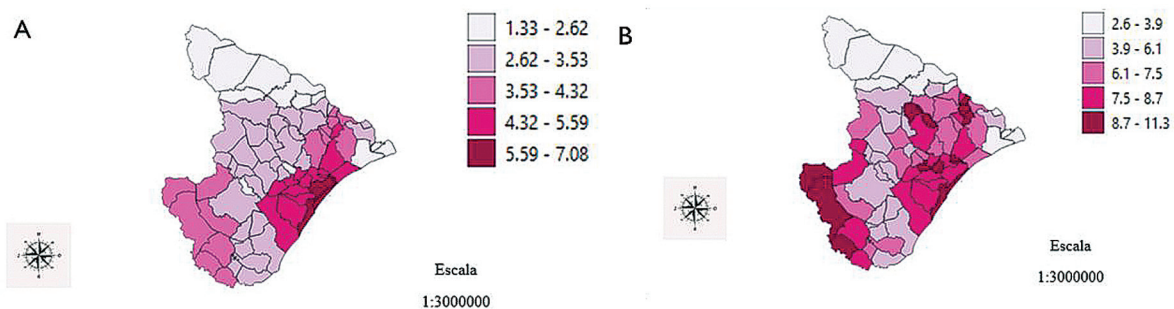 A
1.33 - 2.62
2.62 - 3.53
3.53 - 4.32
4.32 - 5.59
5.59 - 7.08
Escala
1:3000000
B
2.6 - 3.9
3.9 - 6.1
6.1 - 7.5
7.5 - 8.7
8.7 - 11.3
Escala
1:3000000